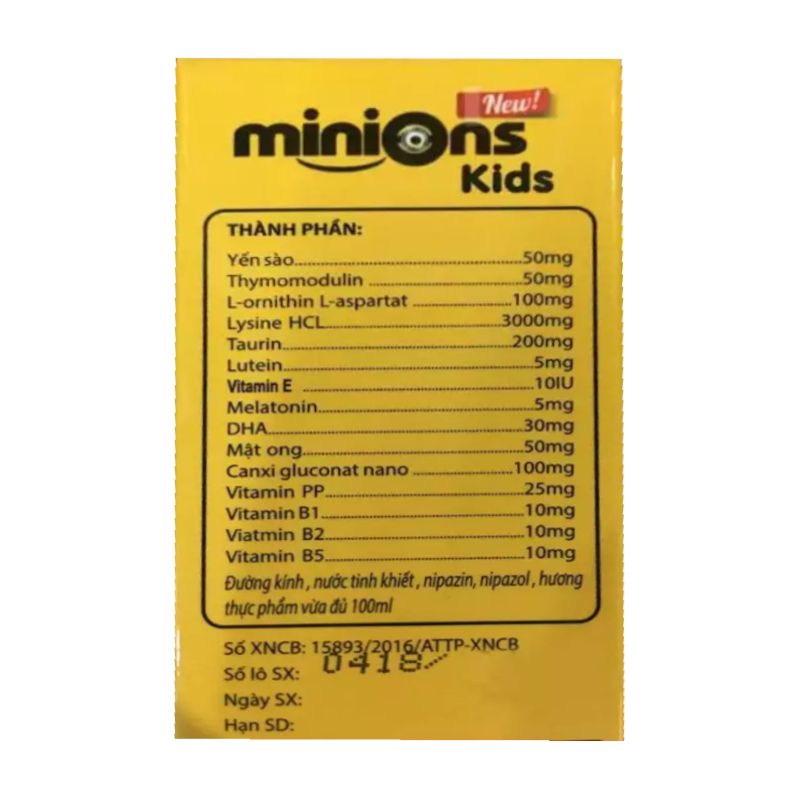 New!
minions
Kids
THÀNH PHẦN:
Yến sào....................................................50mg
Thymomodulin ...................................50mg
L-ornithin L-aspartat ......................100mg
Lysine HCL........................................3000mg
Taurin....................................................200mg
Lutein.........................................................5mg
Vitamin E .................................................10IU
Melatonin..................................................5mg
DHA...........................................................30mg
Mật ong....................................................50mg
Canxi gluconat nano ......................100mg
Vitamin PP.............................................25mg
Vitamin B1..............................................10mg
Viatmin B2..............................................10mg
Vitamin B5..............................................10mg
Đường kính , nước tinh khiết , nipazin, nipazol , hương
thực phẩm vừa đủ 100ml
Số XNCB: 15893/2016/ATTP-XNCB
Số lô SX: 0418
Ngày SX:
Hạn SD: